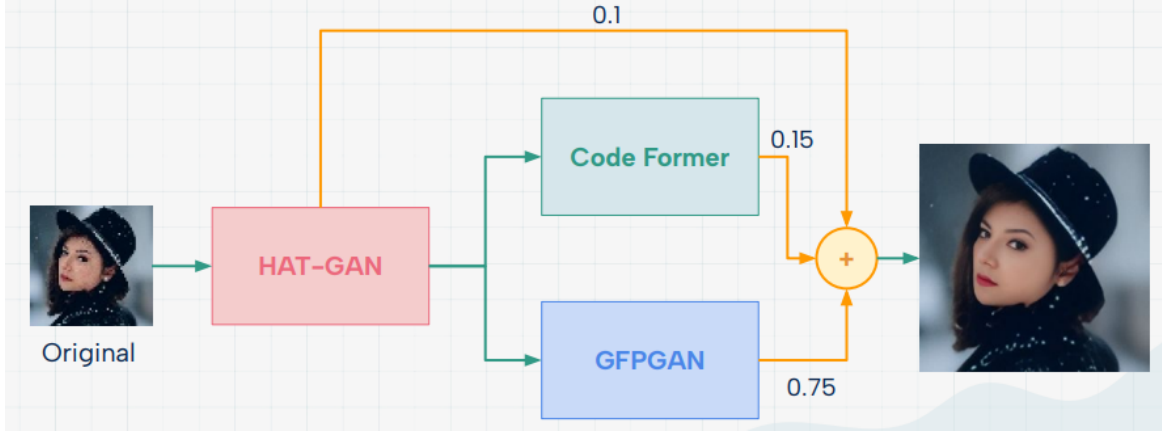 0.1
Code Former
0.15
HAT-GAN
+
Original
GFPGAN
0.75